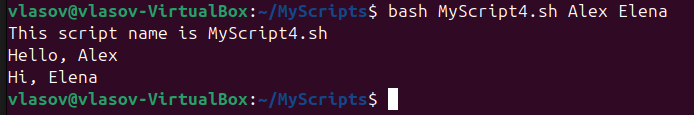 vlasov@vlasov-VirtualBox:~/MyScripts$ bash MyScript4.sh Alex Elena
This script name is MyScript4.sh
Hello, Alex
Hi, Elena
vlasov@vlasov-VirtualBox:~/MyScripts$